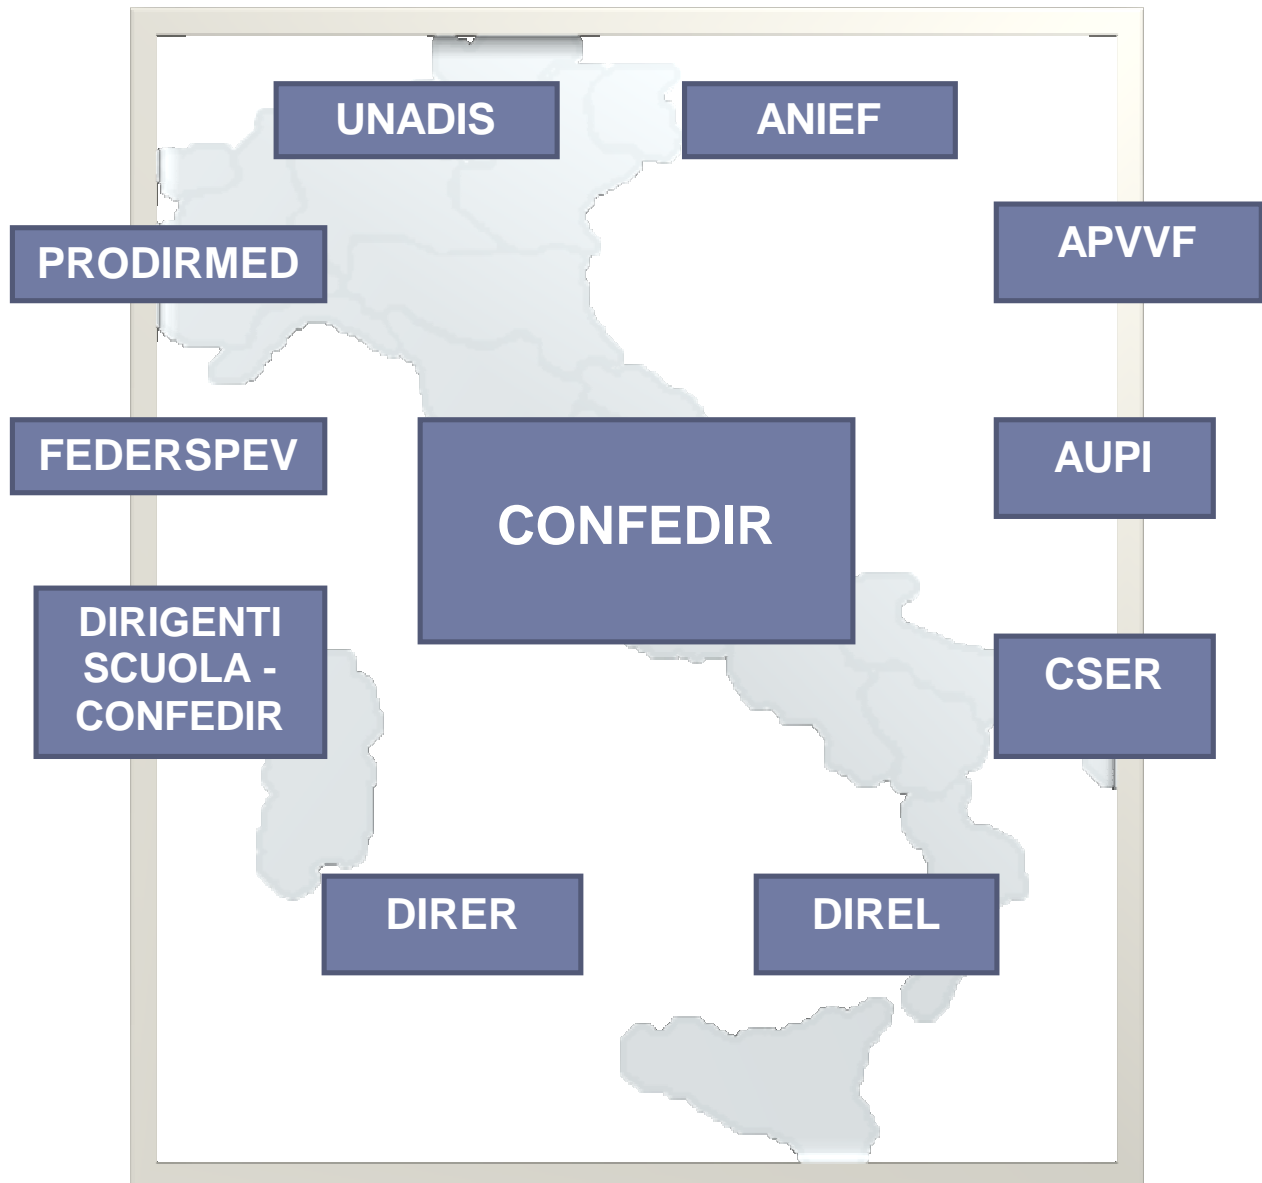 UNADIS
ANIEF
PRODIRMED
APVVF
FEDERSPEV
AUPI
CONFEDIR
DIRIGENTI
SCUOLA -
CONFEDIR
CSER
DIRER
DIREL